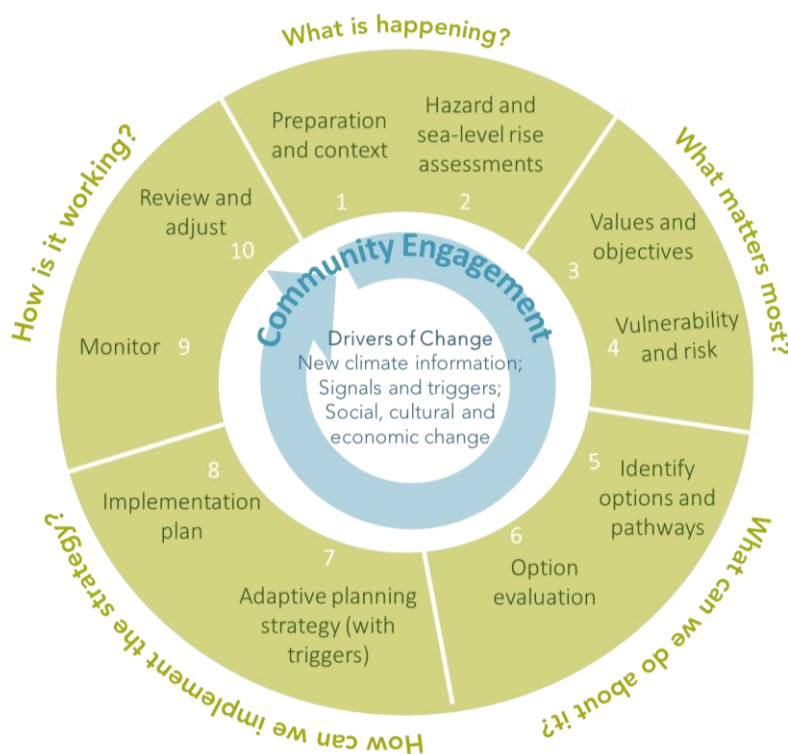 What is happening?
Preparation
and context
1
Hazard and
sea-level rise
assessments
2
What matters most?
Values and
objectives
3
Vulnerability
and risk
4
What can we do about it?
5
Identify
options and
pathways
6
Option
evaluation
How can we implement the strategy?
7
Adaptive planning
strategy (with
triggers)
8
Implementation
plan
How is it working?
Monitor
9
Review and
adjust
10
Community Engagement
Drivers of Change
New climate information;
Signals and triggers;
Social, cultural and
economic change